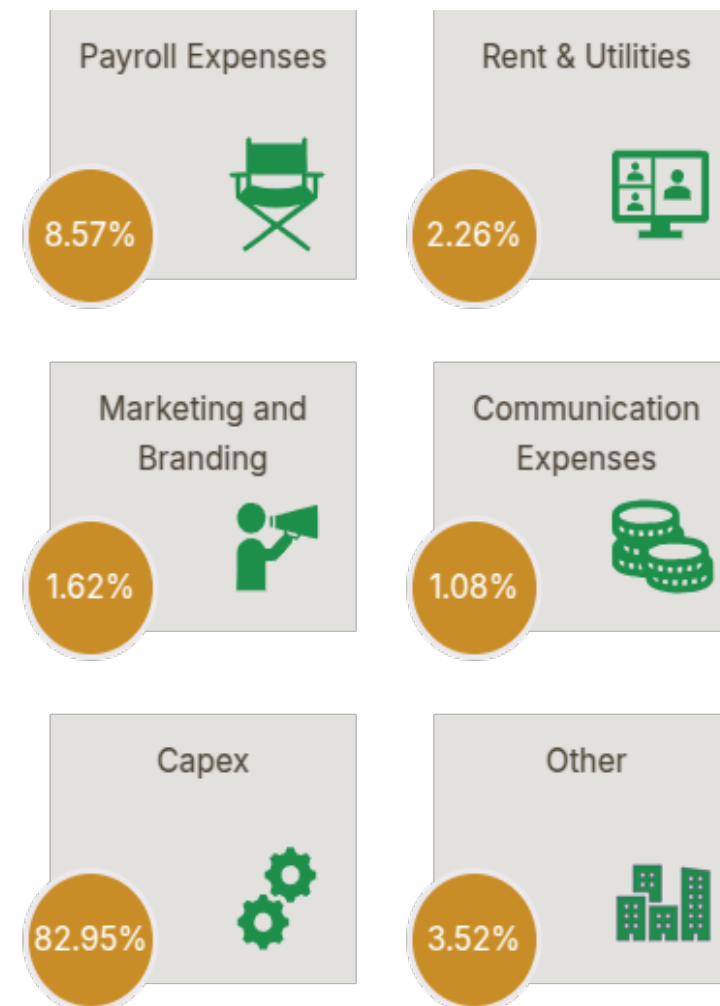 Payroll Expenses
8.57%
Rent & Utilities
2.26%
Marketing and
Branding
1.62%
Communication
Expenses
1.08%
Capex
82.95%
Other
3.52%